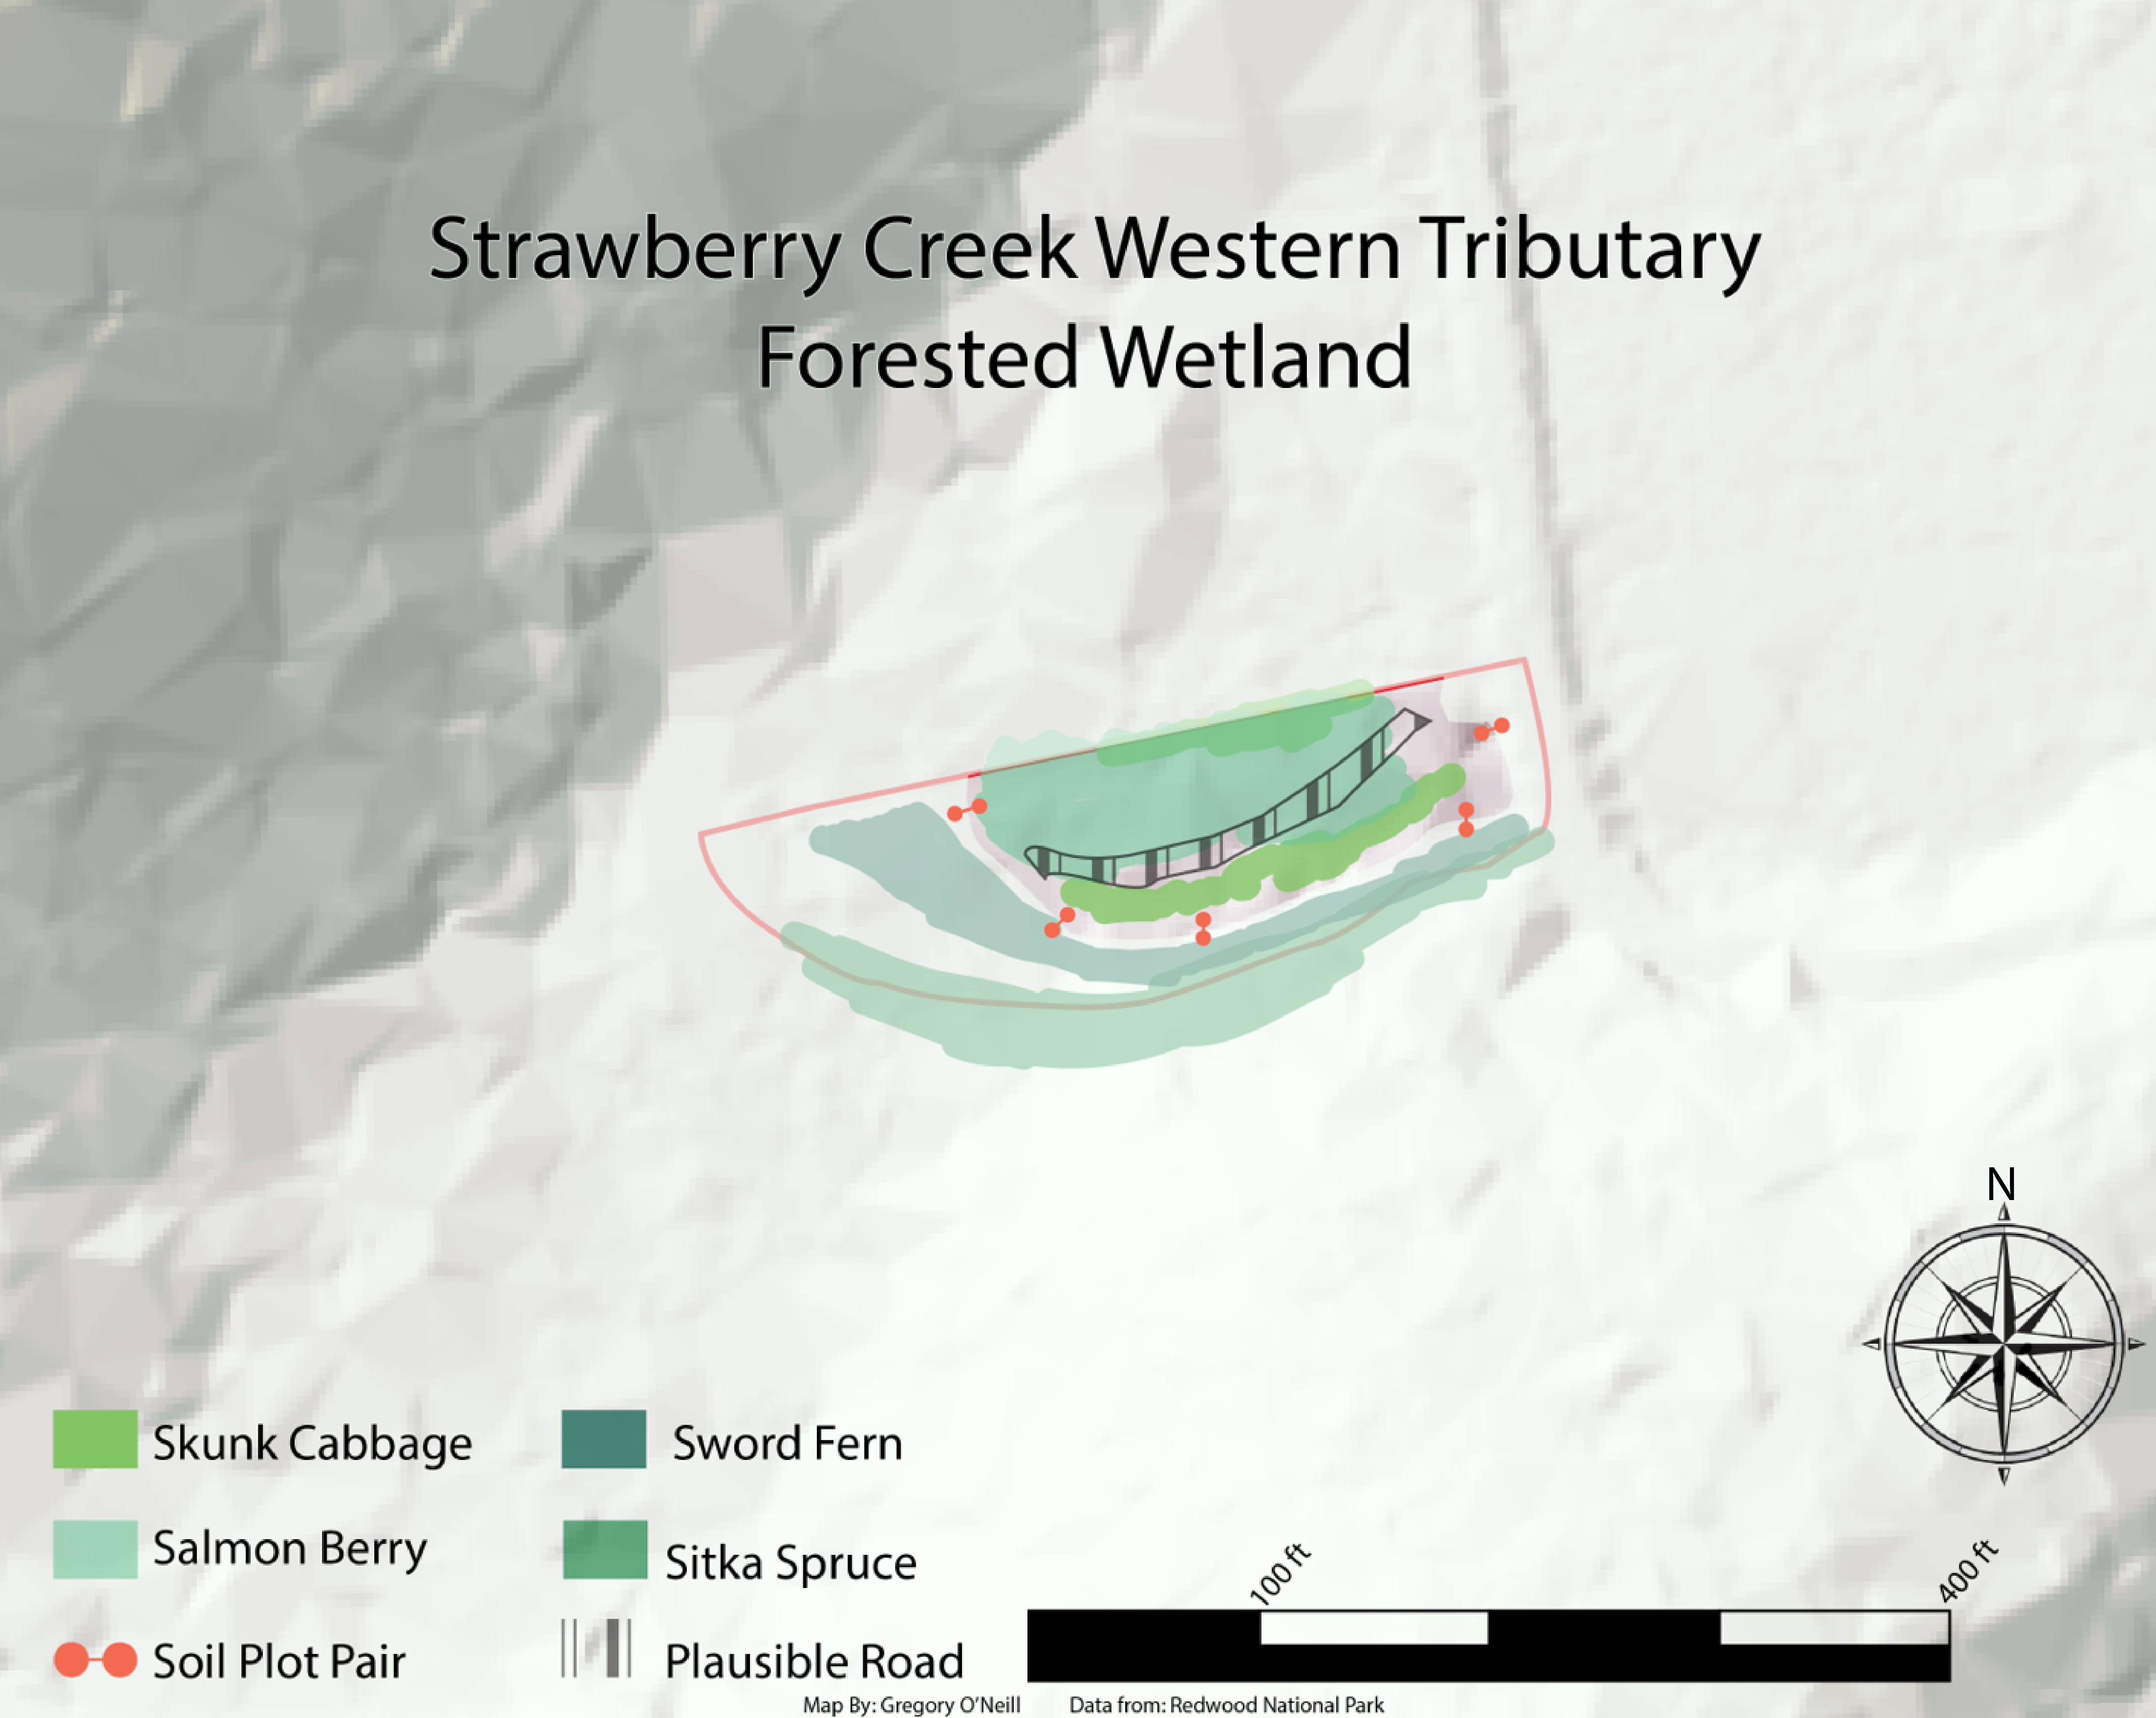 Strawberry Creek Western Tributary
Forested Wetland
N
Skunk Cabbage
Sword Fern
Salmon Berry
Sitka Spruce
Soil Plot Pair
Plausible Road
100 ft
400 ft
Map By: Gregory O'Neill
Data from: Redwood National Park